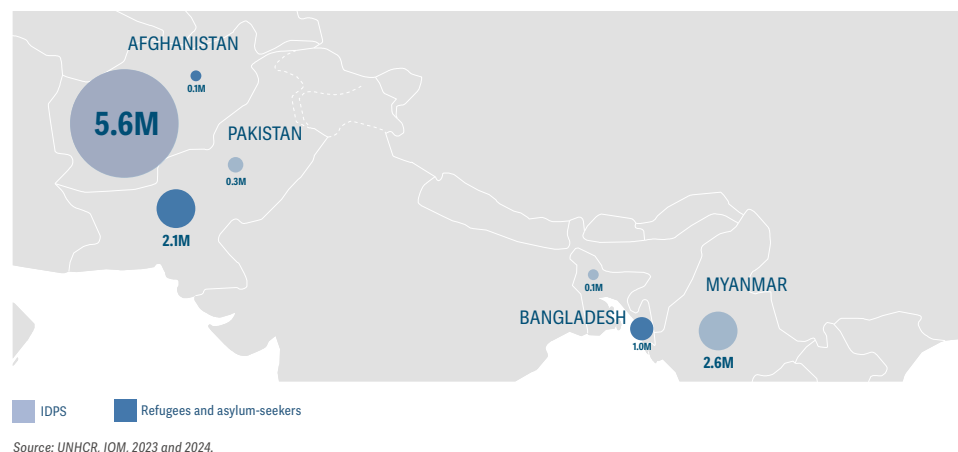 AFGHANISTAN
0.1M
5.6M
PAKISTAN
0.3M
2.1M
0.1M
MYANMAR
BANGLADESH
1.0M
2.6M
IDPS
Refugees and asylum-seekers
Source: UNHCR, IOM, 2023 and 2024.